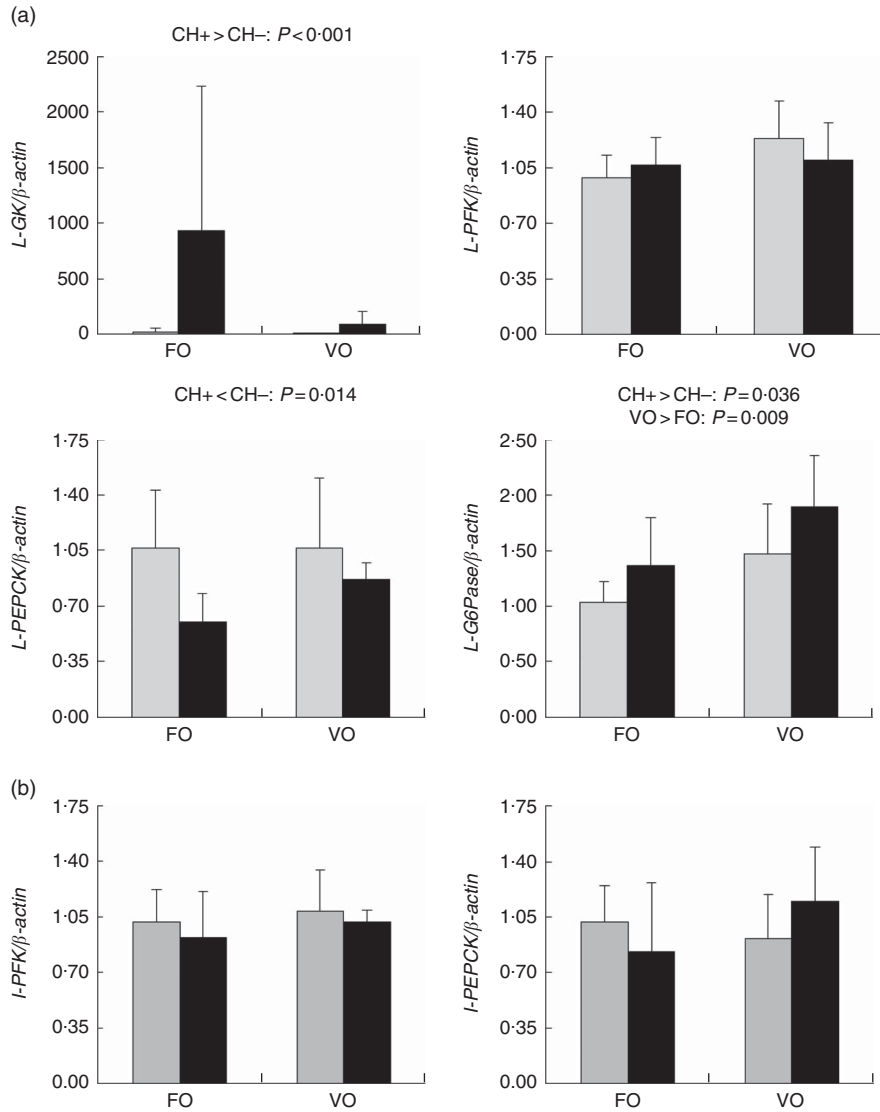 (a)
CH+>CH–: P<0·001
2500
2000
1500
1000
500
0
L-GK/β-actin
FO
VO
1·75
1·40
1·05
0·70
0·35
0·00
L-PFK/β-actin
FO
VO
CH+<CH–: P=0·014
1·75
1·40
1·05
0·70
0·35
0·00
L-PEPCK/β-actin
FO
VO
CH+>CH–: P=0·036
VO>FO: P=0·009
2·50
2·00
1·50
1·00
0·50
0·00
L-G6Pase/β-actin
FO
VO
(b)
1·75
1·40
1·05
0·70
0·35
0.00
I-PFK/β-actin
FO
VO
1·75
1·40
1·05
0·70
0·35
0.00
I-PEPCK/β-actin
FO
VO